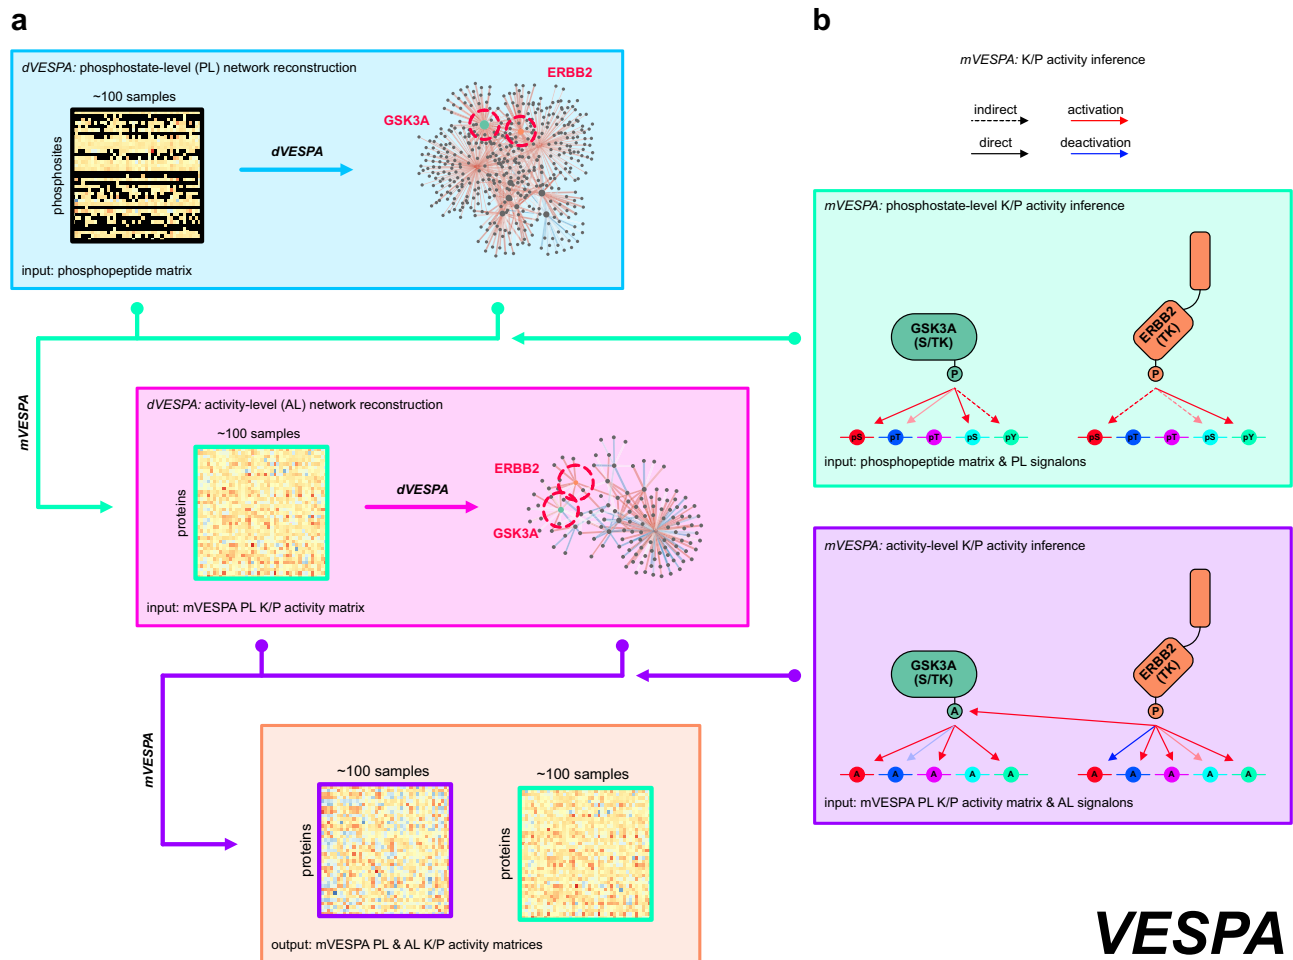 a
dVESPA: phosphostate-level (PL) network reconstruction
~100 samples
phosphosites
dVESPA
GSK3A
ERBB2
input: phosphopeptide matrix
mVESPA
dVESPA: activity-level (AL) network reconstruction
~100 samples
proteins
dVESPA
ERBB2
GSK3A
input: mVESPA PL K/P activity matrix
mVESPA
~100 samples
proteins
~100 samples
proteins
output: mVESPA PL & AL K/P activity matrices
b
mVESPA: K/P activity inference
indirect
activation
direct
deactivation
mVESPA: phosphostate-level K/P activity inference
GSK3A
(S/TK)
P
ERBB2
(TK)
P
pS pT pT pS pY
pS pT pT pS pY
input: phosphopeptide matrix & PL signalons
mVESPA: activity-level K/P activity inference
GSK3A
(S/TK)
A
ERBB2
(TK)
P
A A A A A
A A A A A
input: mVESPA PL K/P activity matrix & AL signalons
VESPA